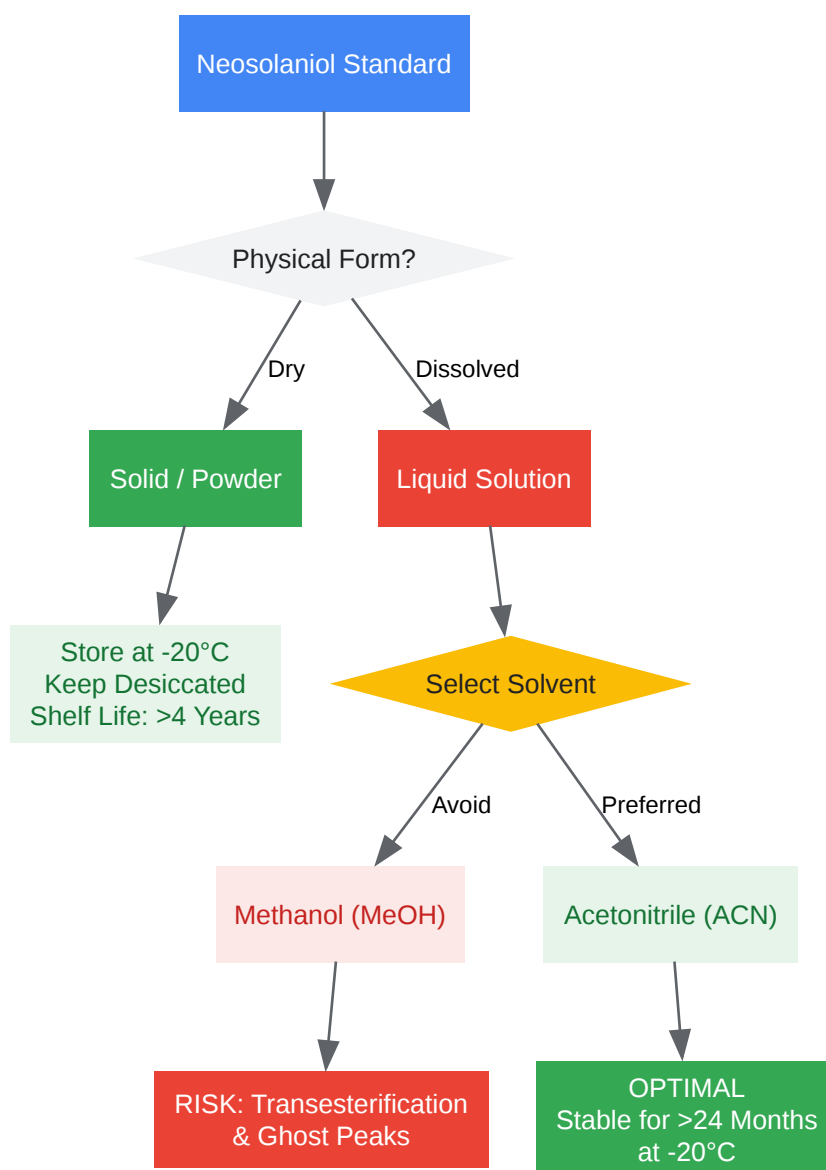 Neosolaniol Standard
Physical Form?
Dry
Dissolved
Solid / Powder
Liquid Solution
Store at -20°C
Keep Desiccated
Shelf Life: >4 Years
Select Solvent
Avoid
Preferred
Methanol (MeOH)
Acetonitrile (ACN)
RISK: Transesterification
& Ghost Peaks
OPTIMAL
Stable for >24 Months
at -20°C